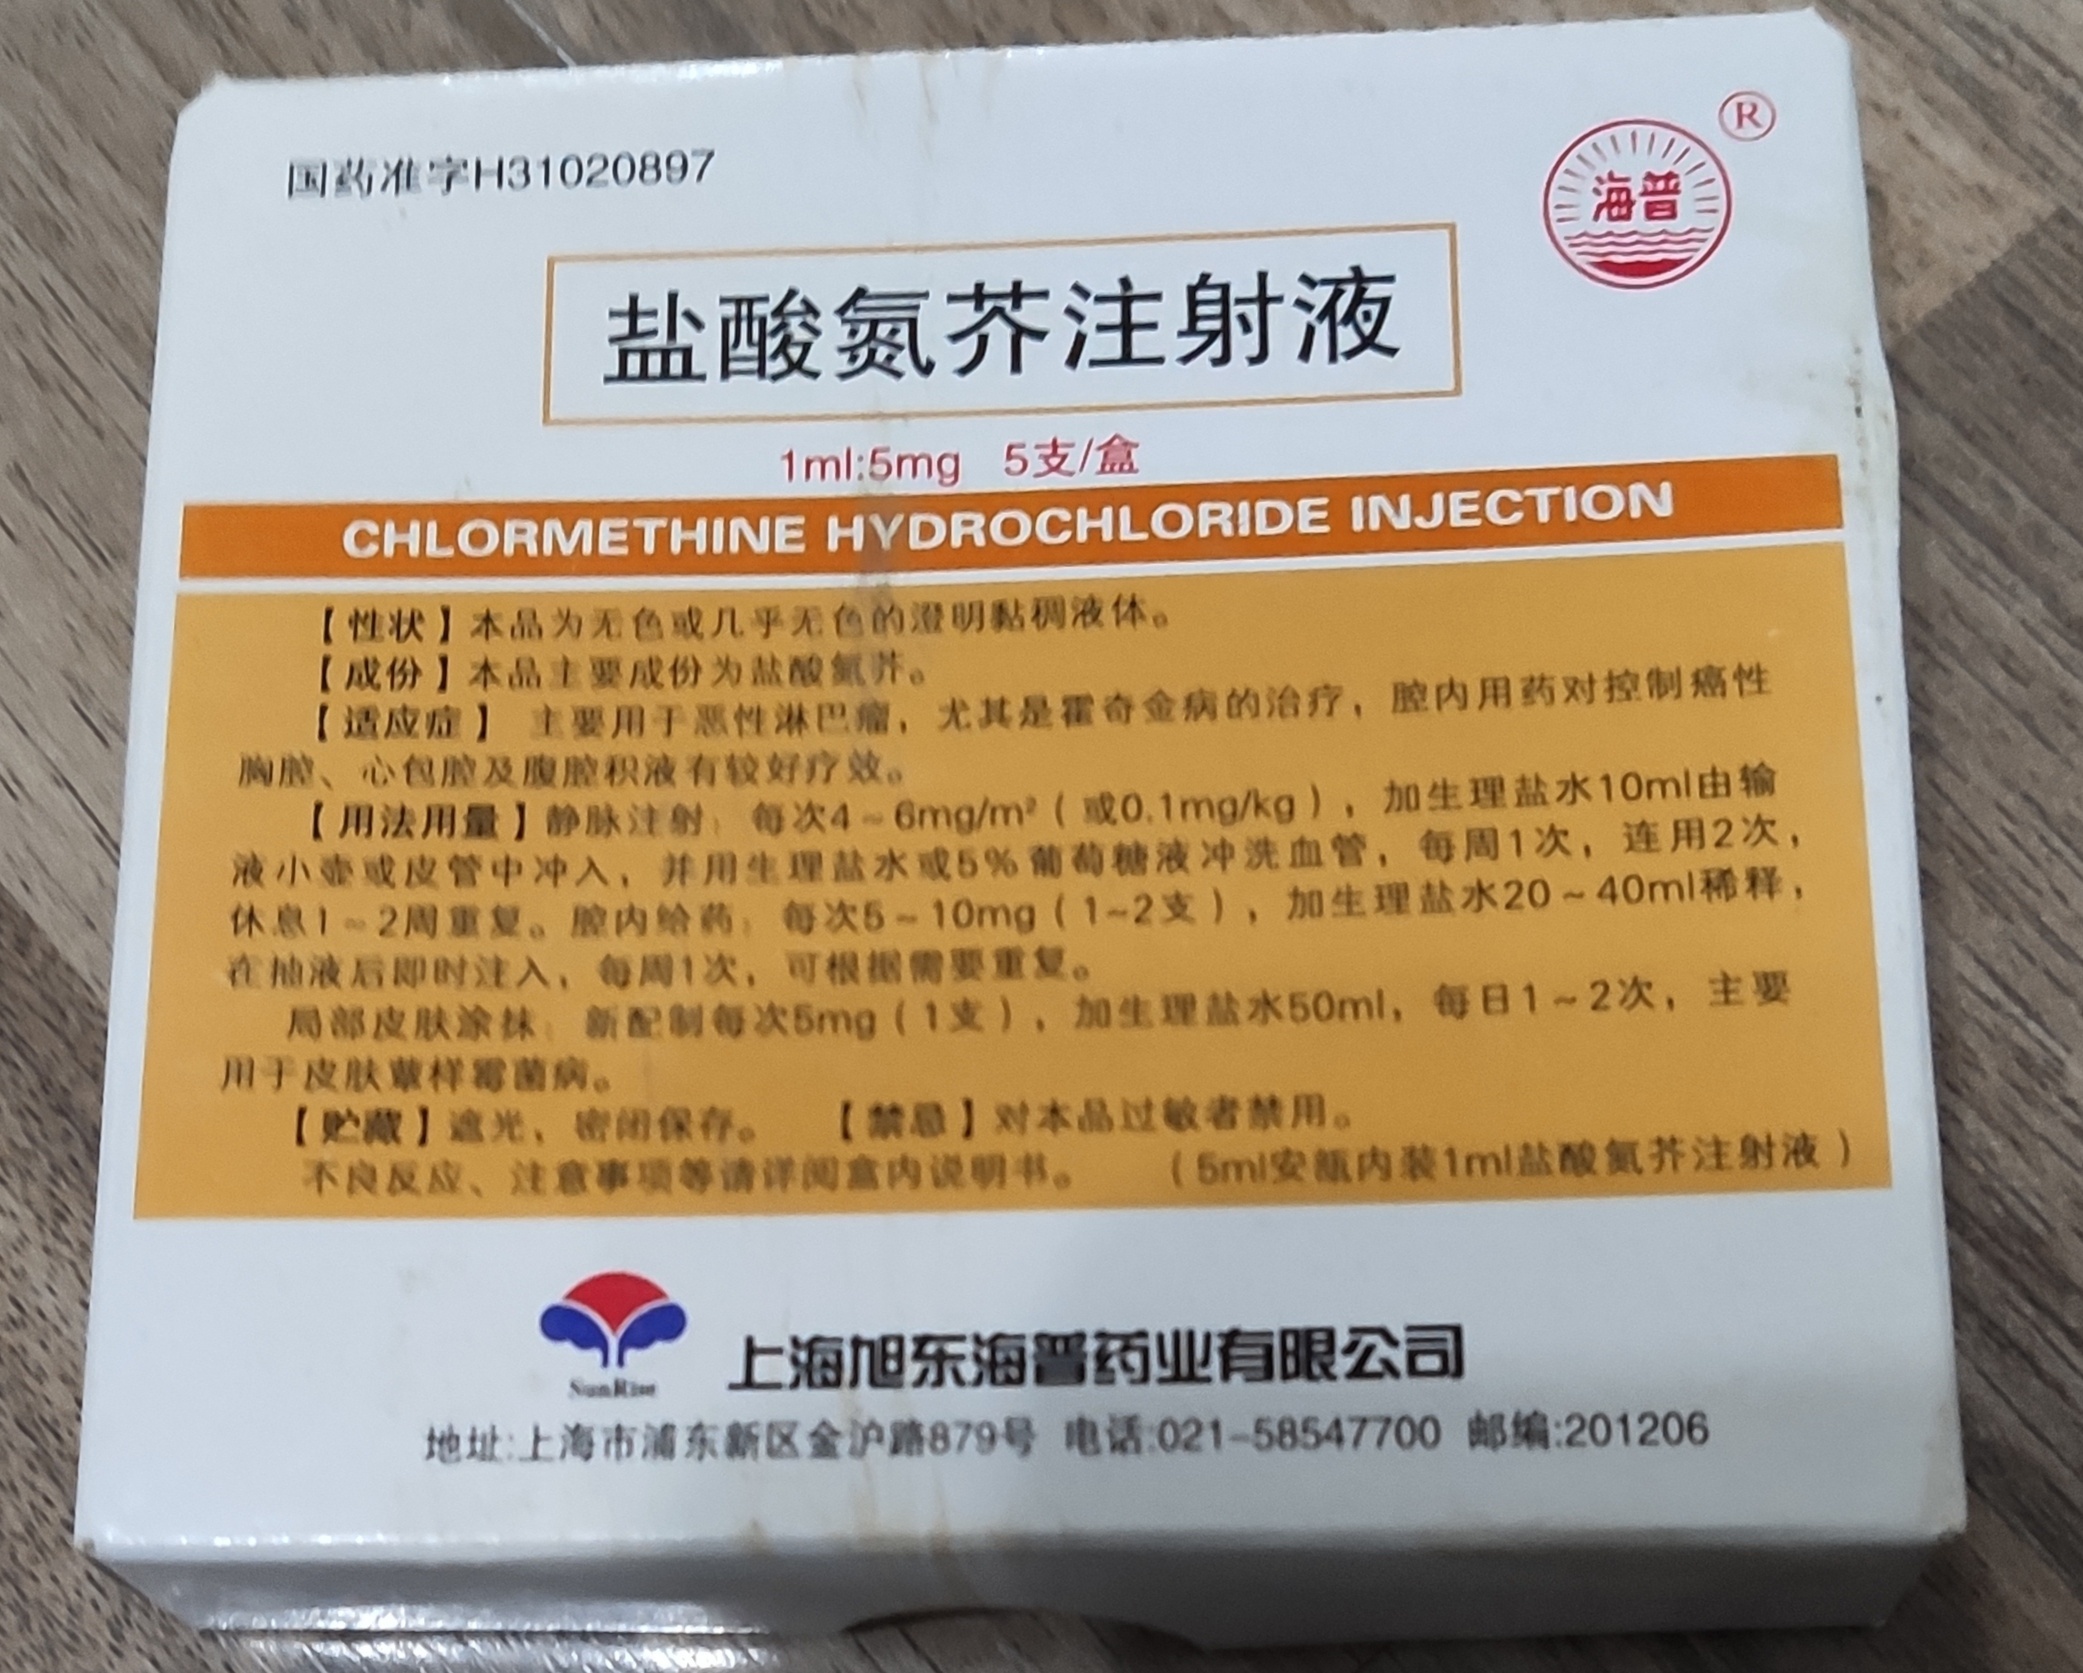 国药准字H31020897
R
海普
盐酸氮芥注射液
1ml:5mg 5支/盒
CHLORMETHINE HYDROCHLORIDE INJECTION
【性状】本品为无色或几乎无色的澄明黏稠液体。
【成份】本品主要成份为盐酸氮芥。
【适应症】 主要用于恶性淋巴瘤，尤其是霍奇金病的治疗，腔内用药对控制癌性
胸腔、心包腔及腹腔积液有较好疗效。
【用法用量】静脉注射：每次4~6mg/m²（或0.1mg/kg），加生理盐水10ml由输
液小壶或皮管中冲入，并用生理盐水或5%葡萄糖液冲洗血管，每周1次，连用2次，
休息1~2周重复。腔内给药：每次5~10mg（1~2支），加生理盐水20~40ml稀释，
在抽液后即时注入，每周1次，可根据需要重复。
局部皮肤涂抹：新配制每次5mg（1支），加生理盐水50ml，每日1~2次，主要
用于皮肤蕈样霉菌病。
【贮藏】遮光、密闭保存。 【禁忌】对本品过敏者禁用。
不良反应、注意事项等请详阅盒内说明书。 （5ml安瓿内装1ml盐酸氮芥注射液）
SunRise
上海旭东海普药业有限公司
地址:上海市浦东新区金沪路879号 电话:021-58547700 邮编:201206